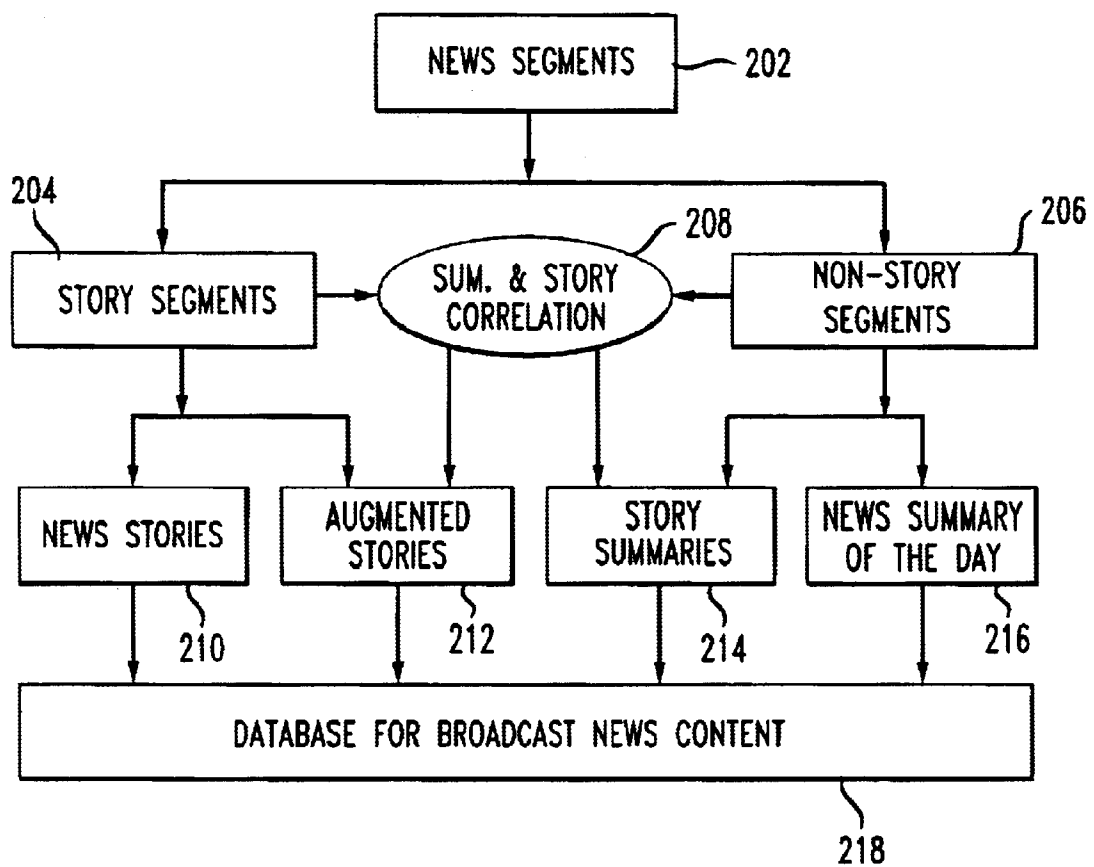 NEWS SEGMENTS
202
204
208
206
STORY SEGMENTS
SUM. & STORY
CORRELATION
NON-STORY
SEGMENTS
NEWS STORIES
AUGMENTED
STORIES
STORY
SUMMARIES
NEWS SUMMARY
OF THE DAY
210
212
214
216
DATABASE FOR BROADCAST NEWS CONTENT
218